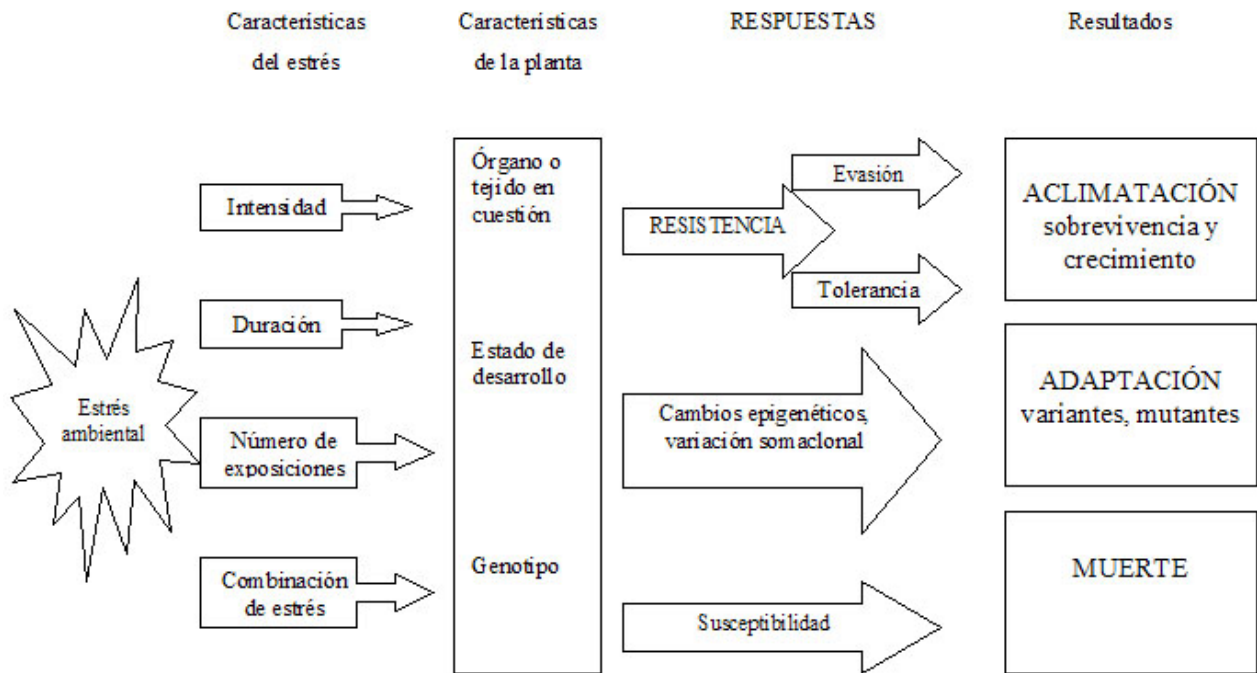 Características
del estrés
Caracteristicas
de la planta
RESPUESTAS
Resultados
Estrés
ambiental
Intensidad
Duración
Número de
exposiciones
Combinación
de estrés
Órgano o
tejido en
cuestión
Estado de
desarrollo
Genotipo
RESISTENCIA
Evasión
Tolerancia
Cambios epigenéticos,
variación somaclonal
Susceptibilidad
ACLIMATACIÓN
sobrevivencia y
crecimiento
ADAPTACIÓN
variantes, mutantes
MUERTE